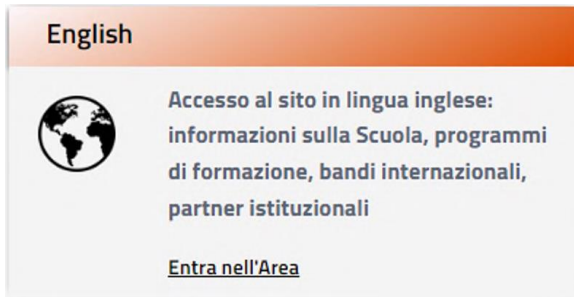 English
Accesso al sito in lingua inglese:
informazioni sulla Scuola, programmi
di formazione, bandi internazionali,
partner istituzionali
Entra nell'Area